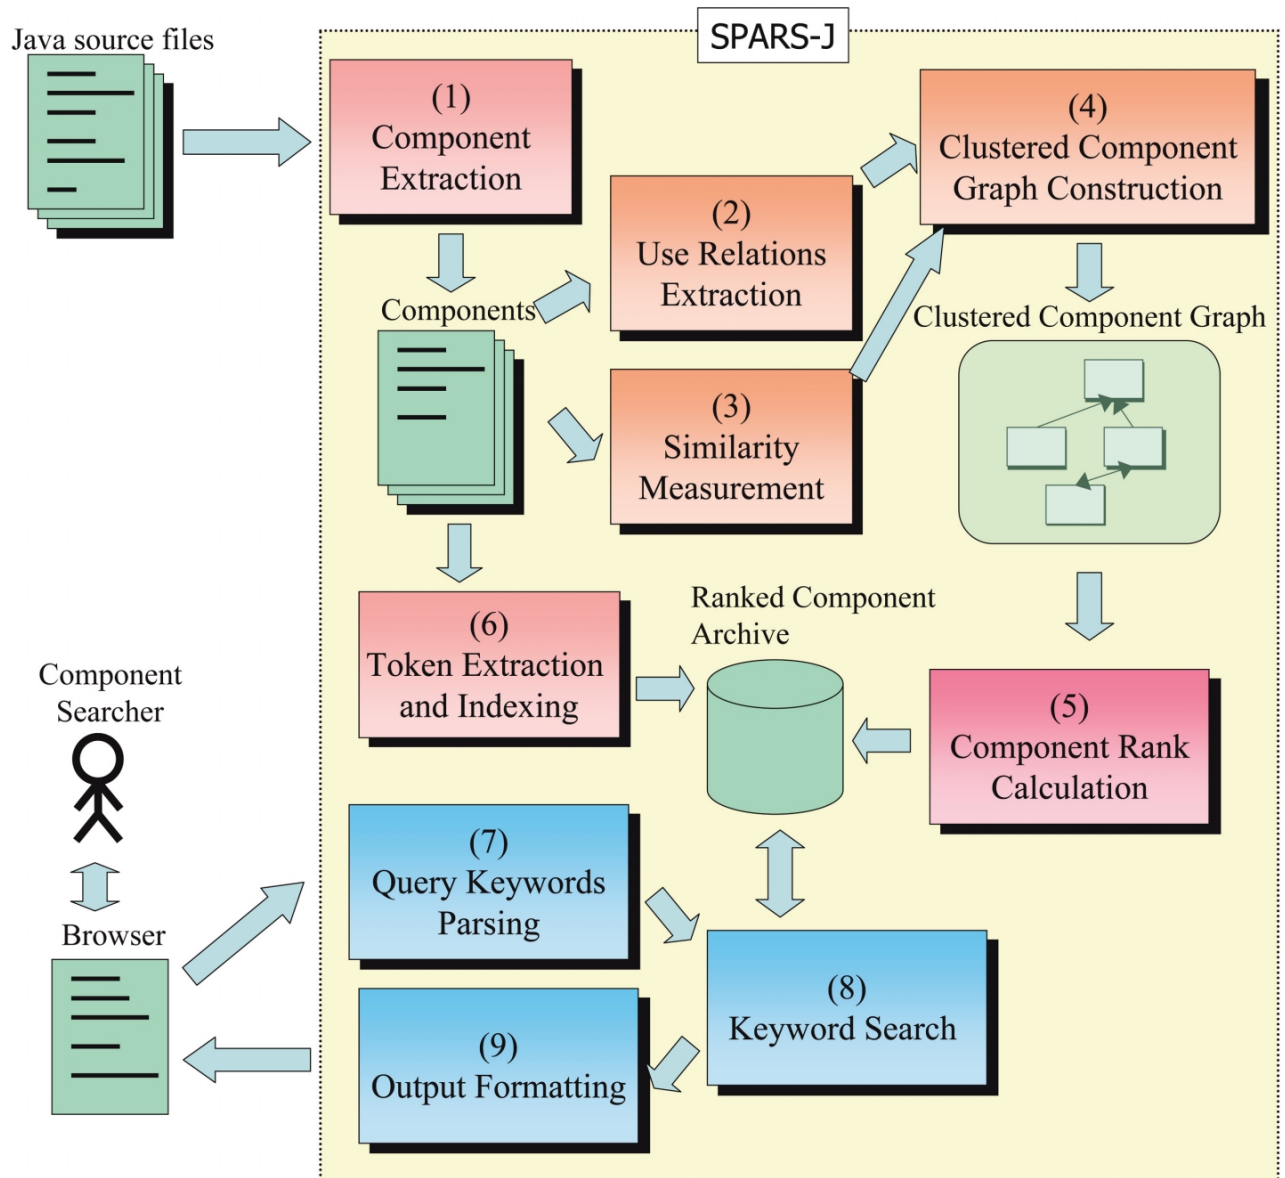 SPARS-J
Java source files
(1)
Component
Extraction
(4)
Clustered Component
Graph Construction
(2)
Use Relations
Extraction
Components
Clustered Component Graph
(3)
Similarity
Measurement
(6)
Token Extraction
and Indexing
Ranked Component
Archive
(5)
Component Rank
Calculation
Component
Searcher
(7)
Query Keywords
Parsing
Browser
(8)
Keyword Search
(9)
Output Formatting